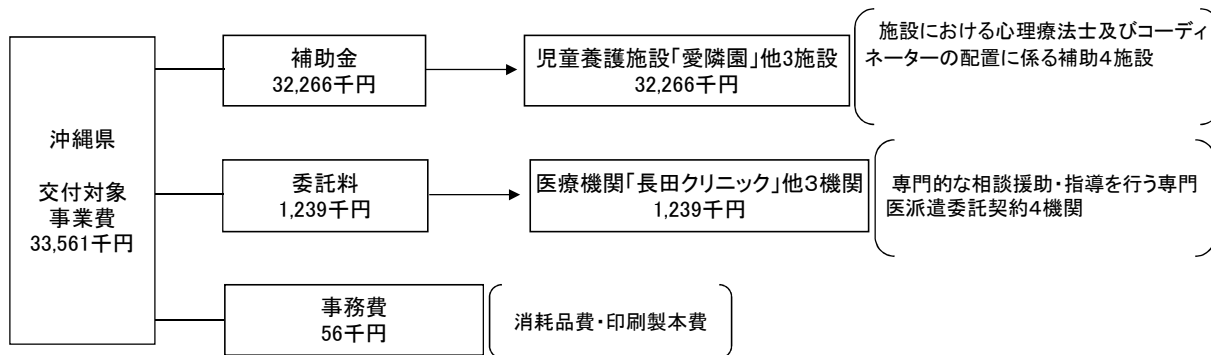 沖縄県
交付対象
事業費
33,561千円
補助金
32,266千円
児童養護施設「愛隣園」他3施設
32,266千円
施設における心理療法士及びコーディ
ネーターの配置に係る補助4施設
委託料
1,239千円
医療機関「長田クリニック」他3機関
1,239千円
専門的な相談援助・指導を行う専門
医派遣委託契約4機関
事務費
56千円
消耗品費・印刷製本費